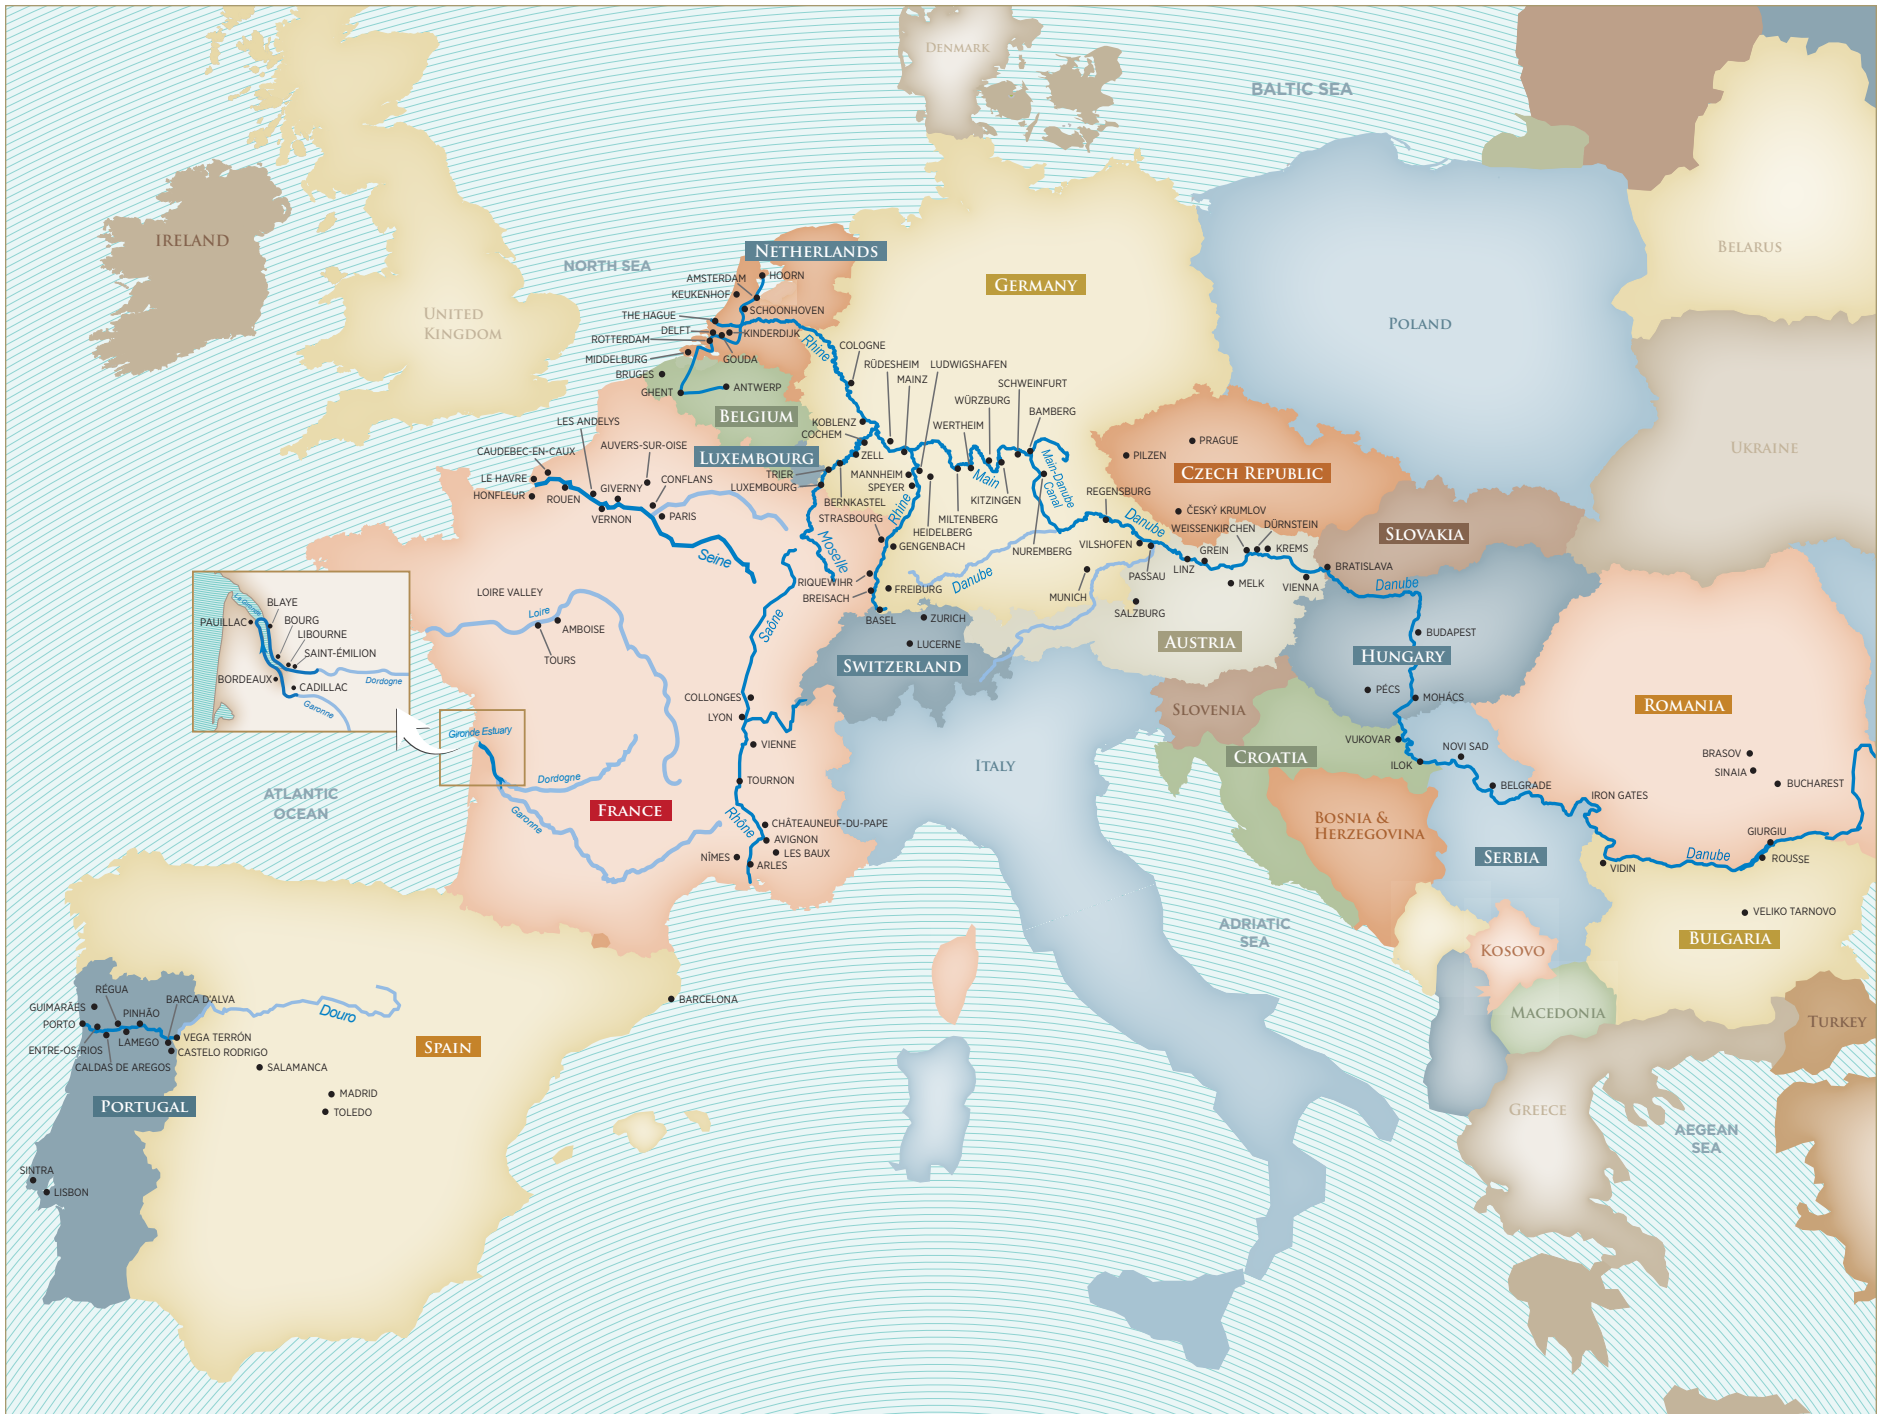 DENMARK
BALTIC SEA
IRELAND
NORTH SEA
NETHERLANDS
BELARUS
UNITED
KINGDOM
AMSTERDAM
HOORN
KEUKENHOF
GERMANY
SCHOONHOVEN
THE HAGUE
DELFT
KINDERDIJK
ROTTERDAM
GOUDA
MIDDELBURG
POLAND
Rhine
COLOGNE
BRUGES
GHENT
ANTWERP
BELGIUM
RÜDESHEIM
LUDWIGSHAFEN
MAINZ
SCHWEINFURT
WÜRZBURG
BAMBERG
WERTHEIM
KOBLENZ
COCHEM
ZELL
LES ANDELYS
AUVERS-SUR-OISE
CAUDEBEC-EN-CAUX
LE HAVRE
HONFLEUR
ROUEN
GIVERNY
VERNON
CONFLANS
PARIS
Seine
LUXEMBOURG
TRIER
LUXEMBOURG
BERNKASTEL
MANNHEIM
SPEYER
Rhine
Main
KITZINGEN
MILTENBERG
HEIDELBERG
STRASBOURG
GENGENBACH
Moselle
NUREMBERG
Main-Danube
Canal
PRAGUE
PILZEN
CZECH REPUBLIC
UKRAINE
REGENSBURG
ČESKÝ KRUMLOV
WEISSENKIRCHEN
DÜRNSTEIN
Danube
VILSHOFEN
PASSAU
LINZ
GREIN
KREMS
MELK
VIENNA
SLOVAKIA
BRATISLAVA
Danube
RIQUEWIHR
BREISACH
FREIBURG
Danube
MUNICH
SALZBURG
BASEL
ZURICH
LUCERNE
SWITZERLAND
AUSTRIA
BUDAPEST
HUNGARY
PÉCS
MOHÁCS
LOIRE VALLEY
Loire
AMBOISE
TOURS
Saône
La Gironde
BLAYE
PAUILLAC
BOURG
LIBOURNE
SAINT-ÉMILION
BORDEAUX
CADILLAC
Dordogne
Garonne
COLLONGES
LYON
VIENNE
TOURNON
Gironde Estuary
Dordogne
Garonne
FRANCE
Rhône
CHÂTEAUNEUF-DU-PAPE
AVIGNON
LES BAUX
NÎMES
ARLES
ATLANTIC
OCEAN
SLOVENIA
CROATIA
ITALY
VUKOVAR
ILOK
NOVI SAD
BELGRADE
IRON GATES
ROMANIA
BRASOV
SINAIA
BUCHAREST
BOSNIA &
HERZEGOVINA
SERBIA
GIURGIU
Danube
ROUSSE
VIDIN
VELIKO TARNOVO
BULGARIA
ADRIATIC
SEA
KOSOVO
MACEDONIA
TURKEY
GREECE
AEGEAN
SEA
BARCELONA
RÉGUA
BARCA D'ALVA
GUIMARÃES
PINHÃO
PORTO
Douro
VEGA TERRÓN
ENTRE-OS-RIOS
LAMEGO
CASTELO RODRIGO
CALDAS DE AREGOS
SPAIN
SALAMANCA
MADRID
TOLEDO
PORTUGAL
SINTRA
LISBON